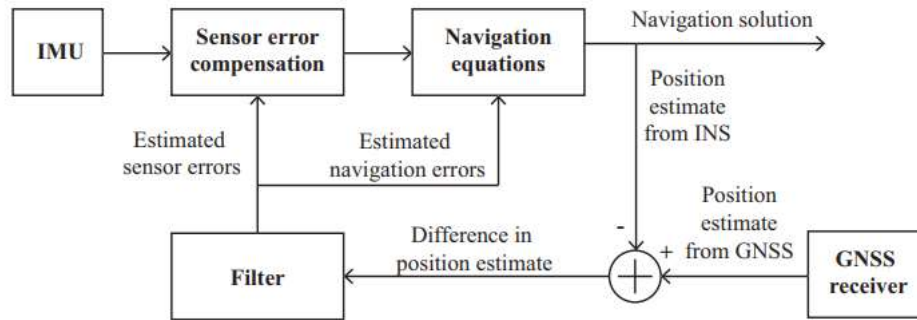 IMU
Sensor error
compensation
Navigation
equations
Navigation solution
Position
estimate
from INS
Estimated
sensor errors
Estimated
navigation errors
Position
estimate
from GNSS
-
+
Difference in
position estimate
Filter
GNSS
receiver